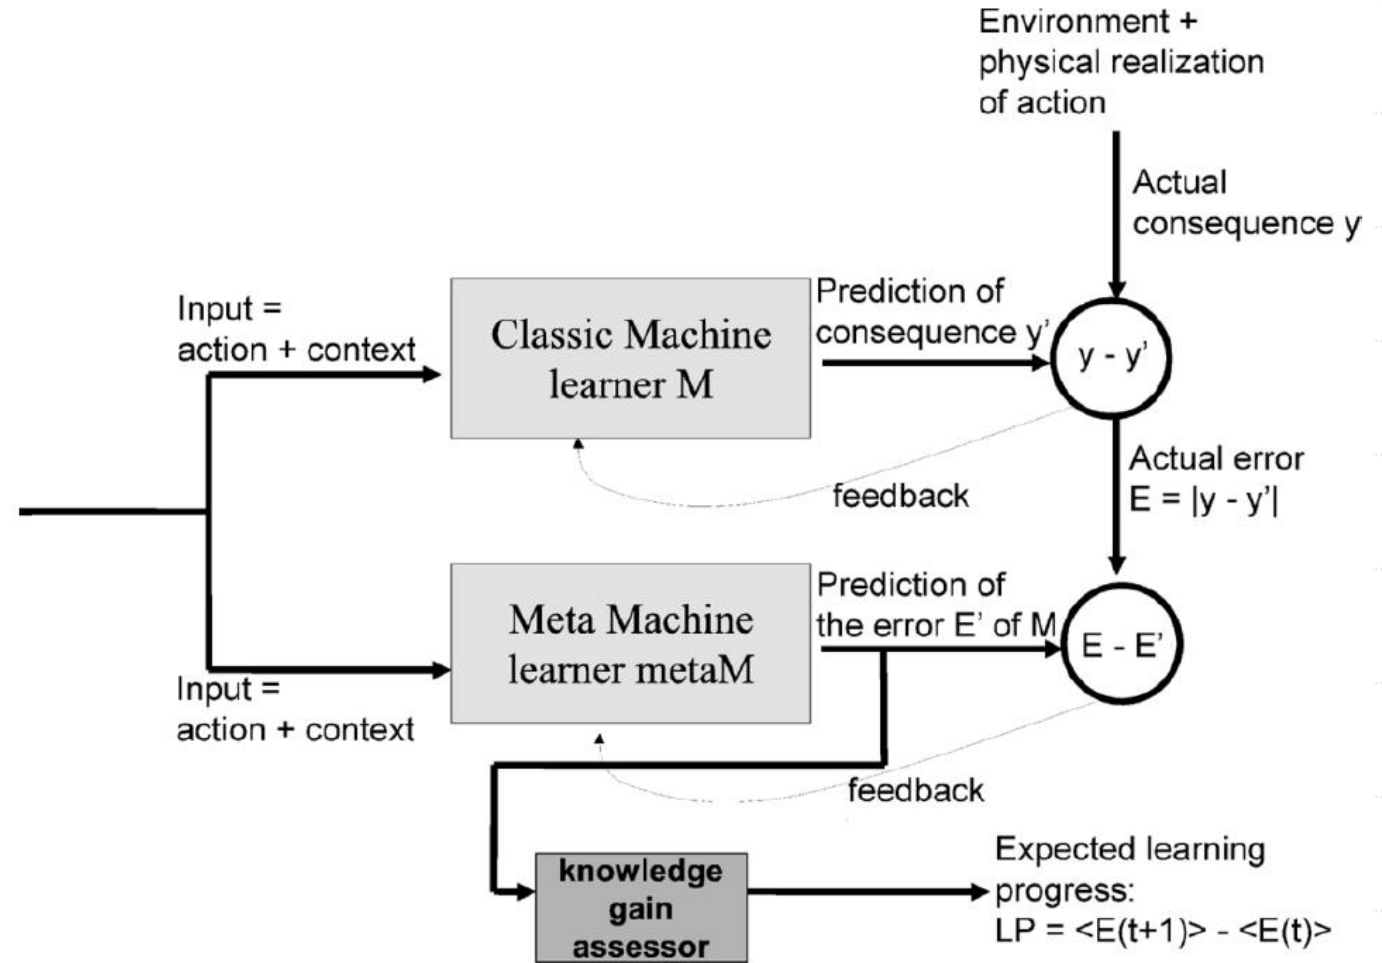 Environment +
physical realization
of action
Actual
consequence y
Input =
action + context
Classic Machine
learner M
Prediction of
consequence y'
y - y'
feedback
Actual error
E = |y - y'|
Meta Machine
learner metaM
Prediction of
the error E' of M
E - E'
Input =
action + context
feedback
knowledge
gain
assessor
Expected learning
progress:
LP = <E(t+1)> - <E(t)>